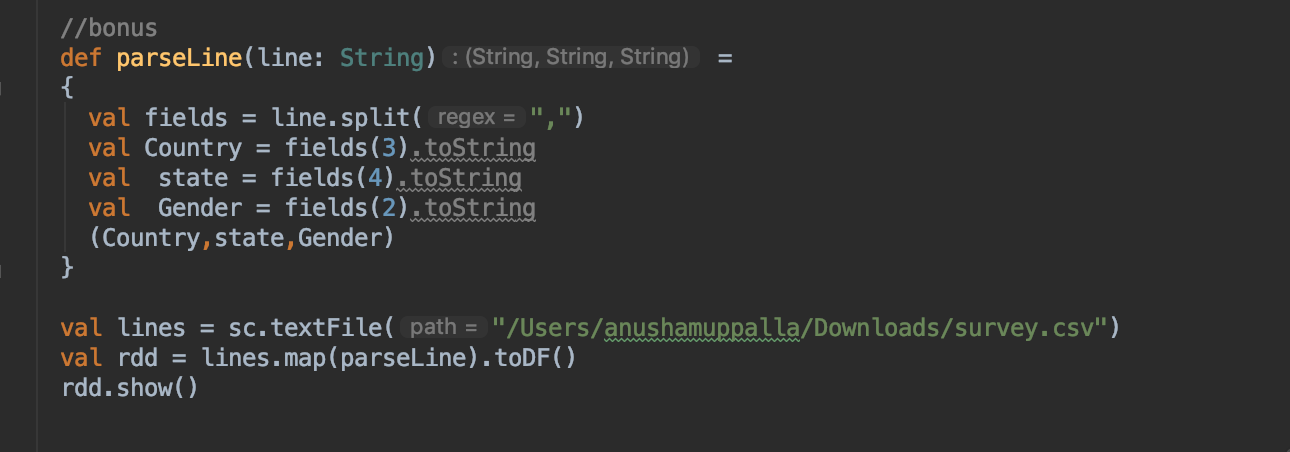 //bonus
def parseLine(line: String) : (String, String, String) =
{
val fields = line.split( regex = ",")
val Country = fields(3).toString
val  state = fields(4).toString
val  Gender = fields(2).toString
(Country,state,Gender)
}
val lines = sc.textFile( path = "/Users/anushamuppalla/Downloads/survey.csv")
val rdd = lines.map(parseLine).toDF()
rdd.show()